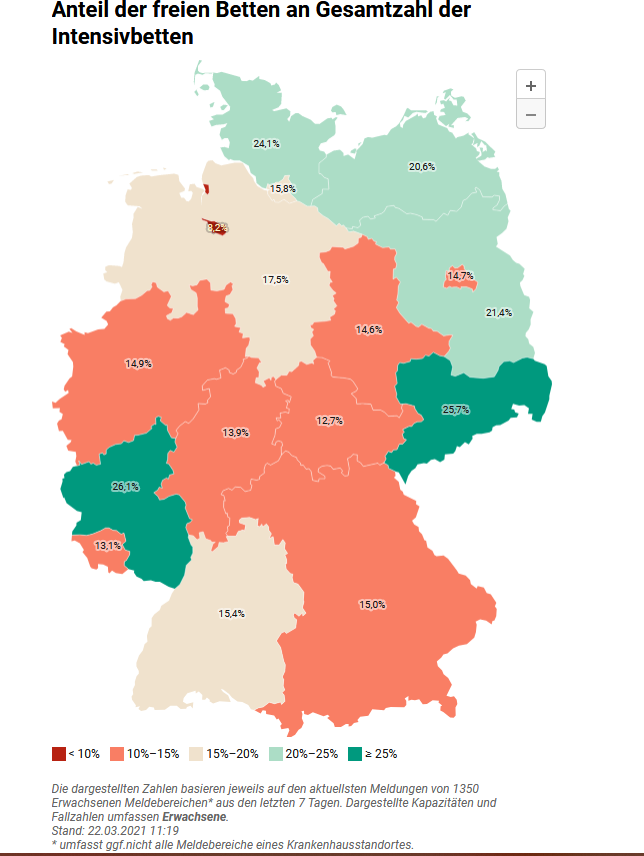 Anteil der freien Betten an Gesamtzahl der
Intensivbetten
+
−
24,1%
20,6%
15,8%
17,5%
14,7%
21,4%
14,6%
14,9%
25,7%
12,7%
13,9%
26,1%
13,1%
15,0%
15,4%
< 10% 10%–15% 15%–20% 20%–25% ≥ 25%
Die dargestellten Zahlen basieren jeweils auf den aktuellsten Meldungen von 1350
Erwachsenen Meldebereichen* aus den letzten 7 Tagen. Dargestellte Kapazitäten und
Fallzahlen umfassen Erwachsene.
Stand: 22.03.2021 11:19
* umfasst ggf.nicht alle Meldebereiche eines Krankenhausstandortes.